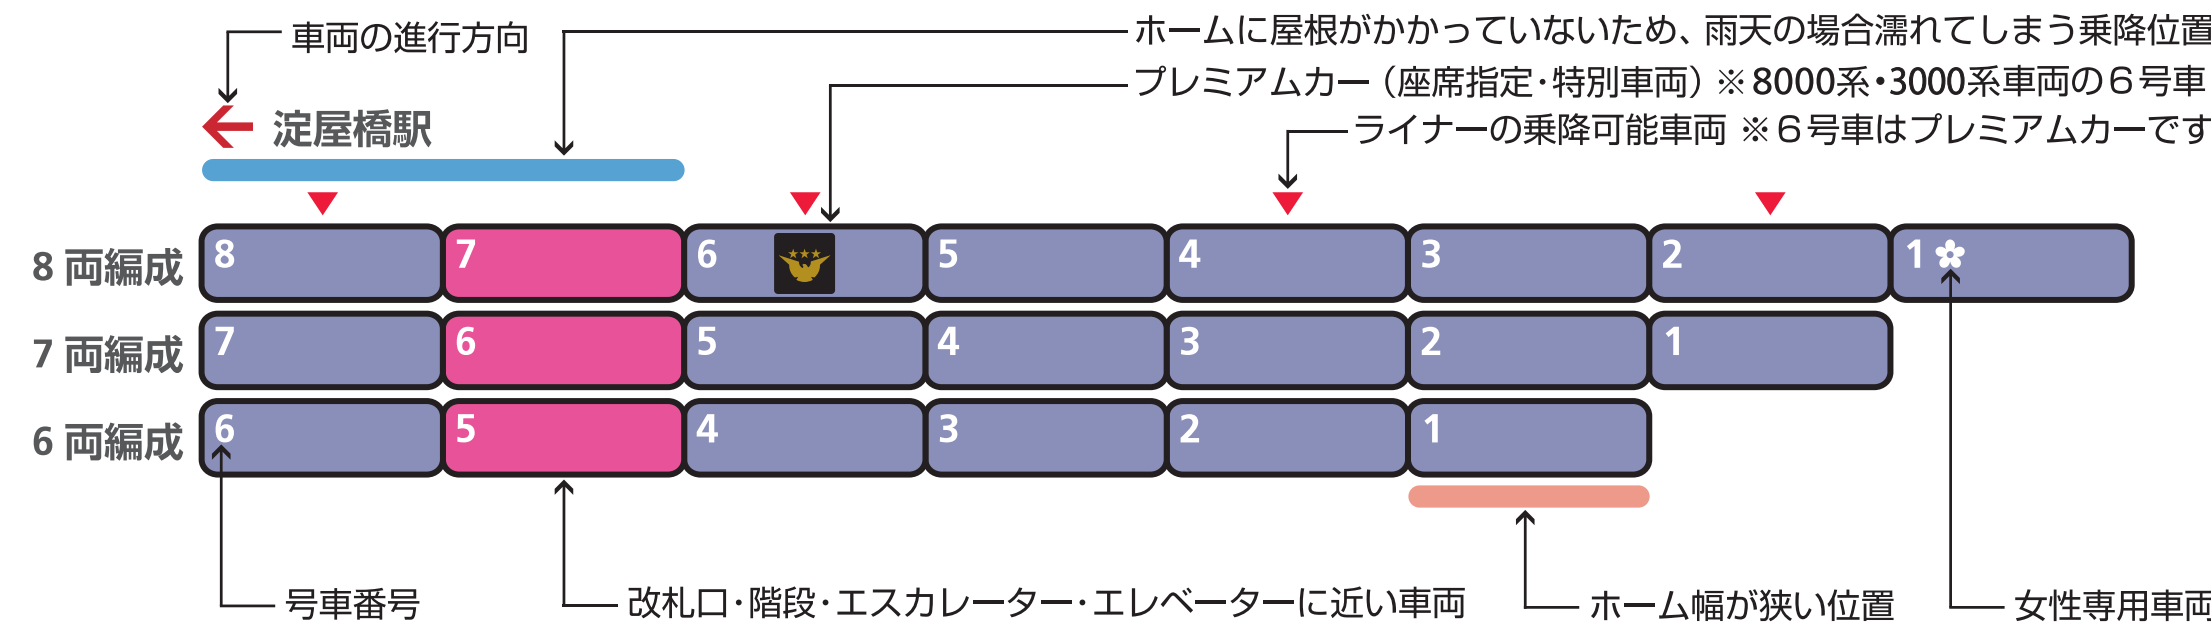 車両の進行方向
ホームに屋根がかかっていないため、雨天の場合濡れてしまう乗降位置
プレミアムカー（座席指定・特別車両）※8000系・3000系車両の６号車
ライナーの乗降可能車両 ※６号車はプレミアムカーです
淀屋橋駅
8 両編成 8 7 6 5 4 3 2 1
7 両編成 7 6 5 4 3 2 1
6 両編成 6 5 4 3 2 1
号車番号
改札口・階段・エスカレーター・エレベーターに近い車両
ホーム幅が狭い位置
女性専用車両